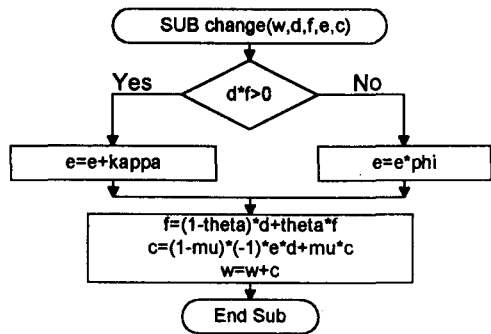 SUB change(w,d,f,e,c)
Yes
No
d*f>0
e=e+kappa
e=e*phi
f=(1-theta)*d+theta*f
c=(1-mu)*(-1)*e*d+mu*c
w=w+c
End Sub